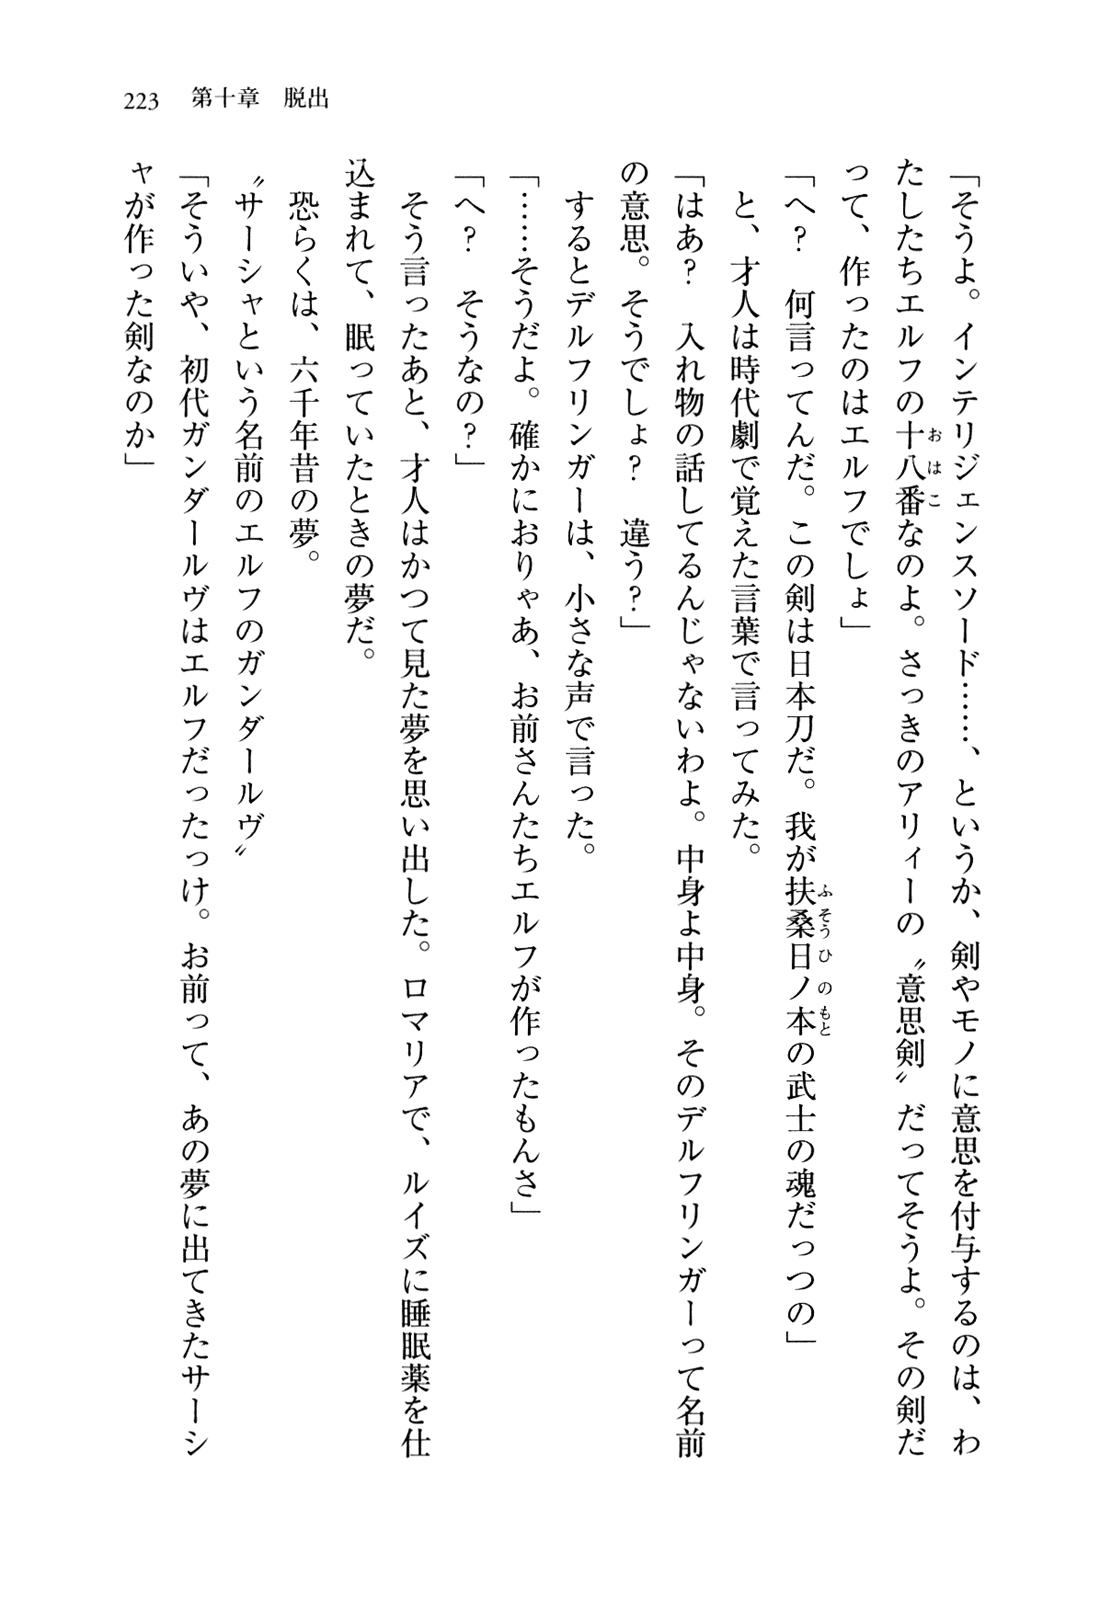 223　第十章　脱出
「そうよ。インテリジェンスソード……、というか、剣やモノに意思を付与するのは、わ
たしたちエルフの十八番なのよ。さっきのアリィーの〝意思剣〟だってそうよ。その剣だ
おはこ
って、作ったのはエルフでしょ」
「へ？　何言ってんだ。この剣は日本刀だ。我が扶桑日ノ本の武士の魂だっつの」
ふそうひのもと
と、才人は時代劇で覚えた言葉で言ってみた。
「はあ？　入れ物の話してるんじゃないわよ。中身よ中身。そのデルフリンガーって名前
の意思。そうでしょ？　違う？」
するとデルフリンガーは、小さな声で言った。
「……そうだよ。確かにおりゃあ、お前さんたちエルフが作ったもんさ」
「へ？　そうなの？」
そう言ったあと、才人はかつて見た夢を思い出した。ロマリアで、ルイズに睡眠薬を仕
込まれて、眠っていたときの夢だ。
恐らくは、六千年昔の夢。
〝サーシャという名前のエルフのガンダールヴ〟
「そういや、初代ガンダールヴはエルフだったっけ。お前って、あの夢に出てきたサーシ
ャが作った剣なのか」